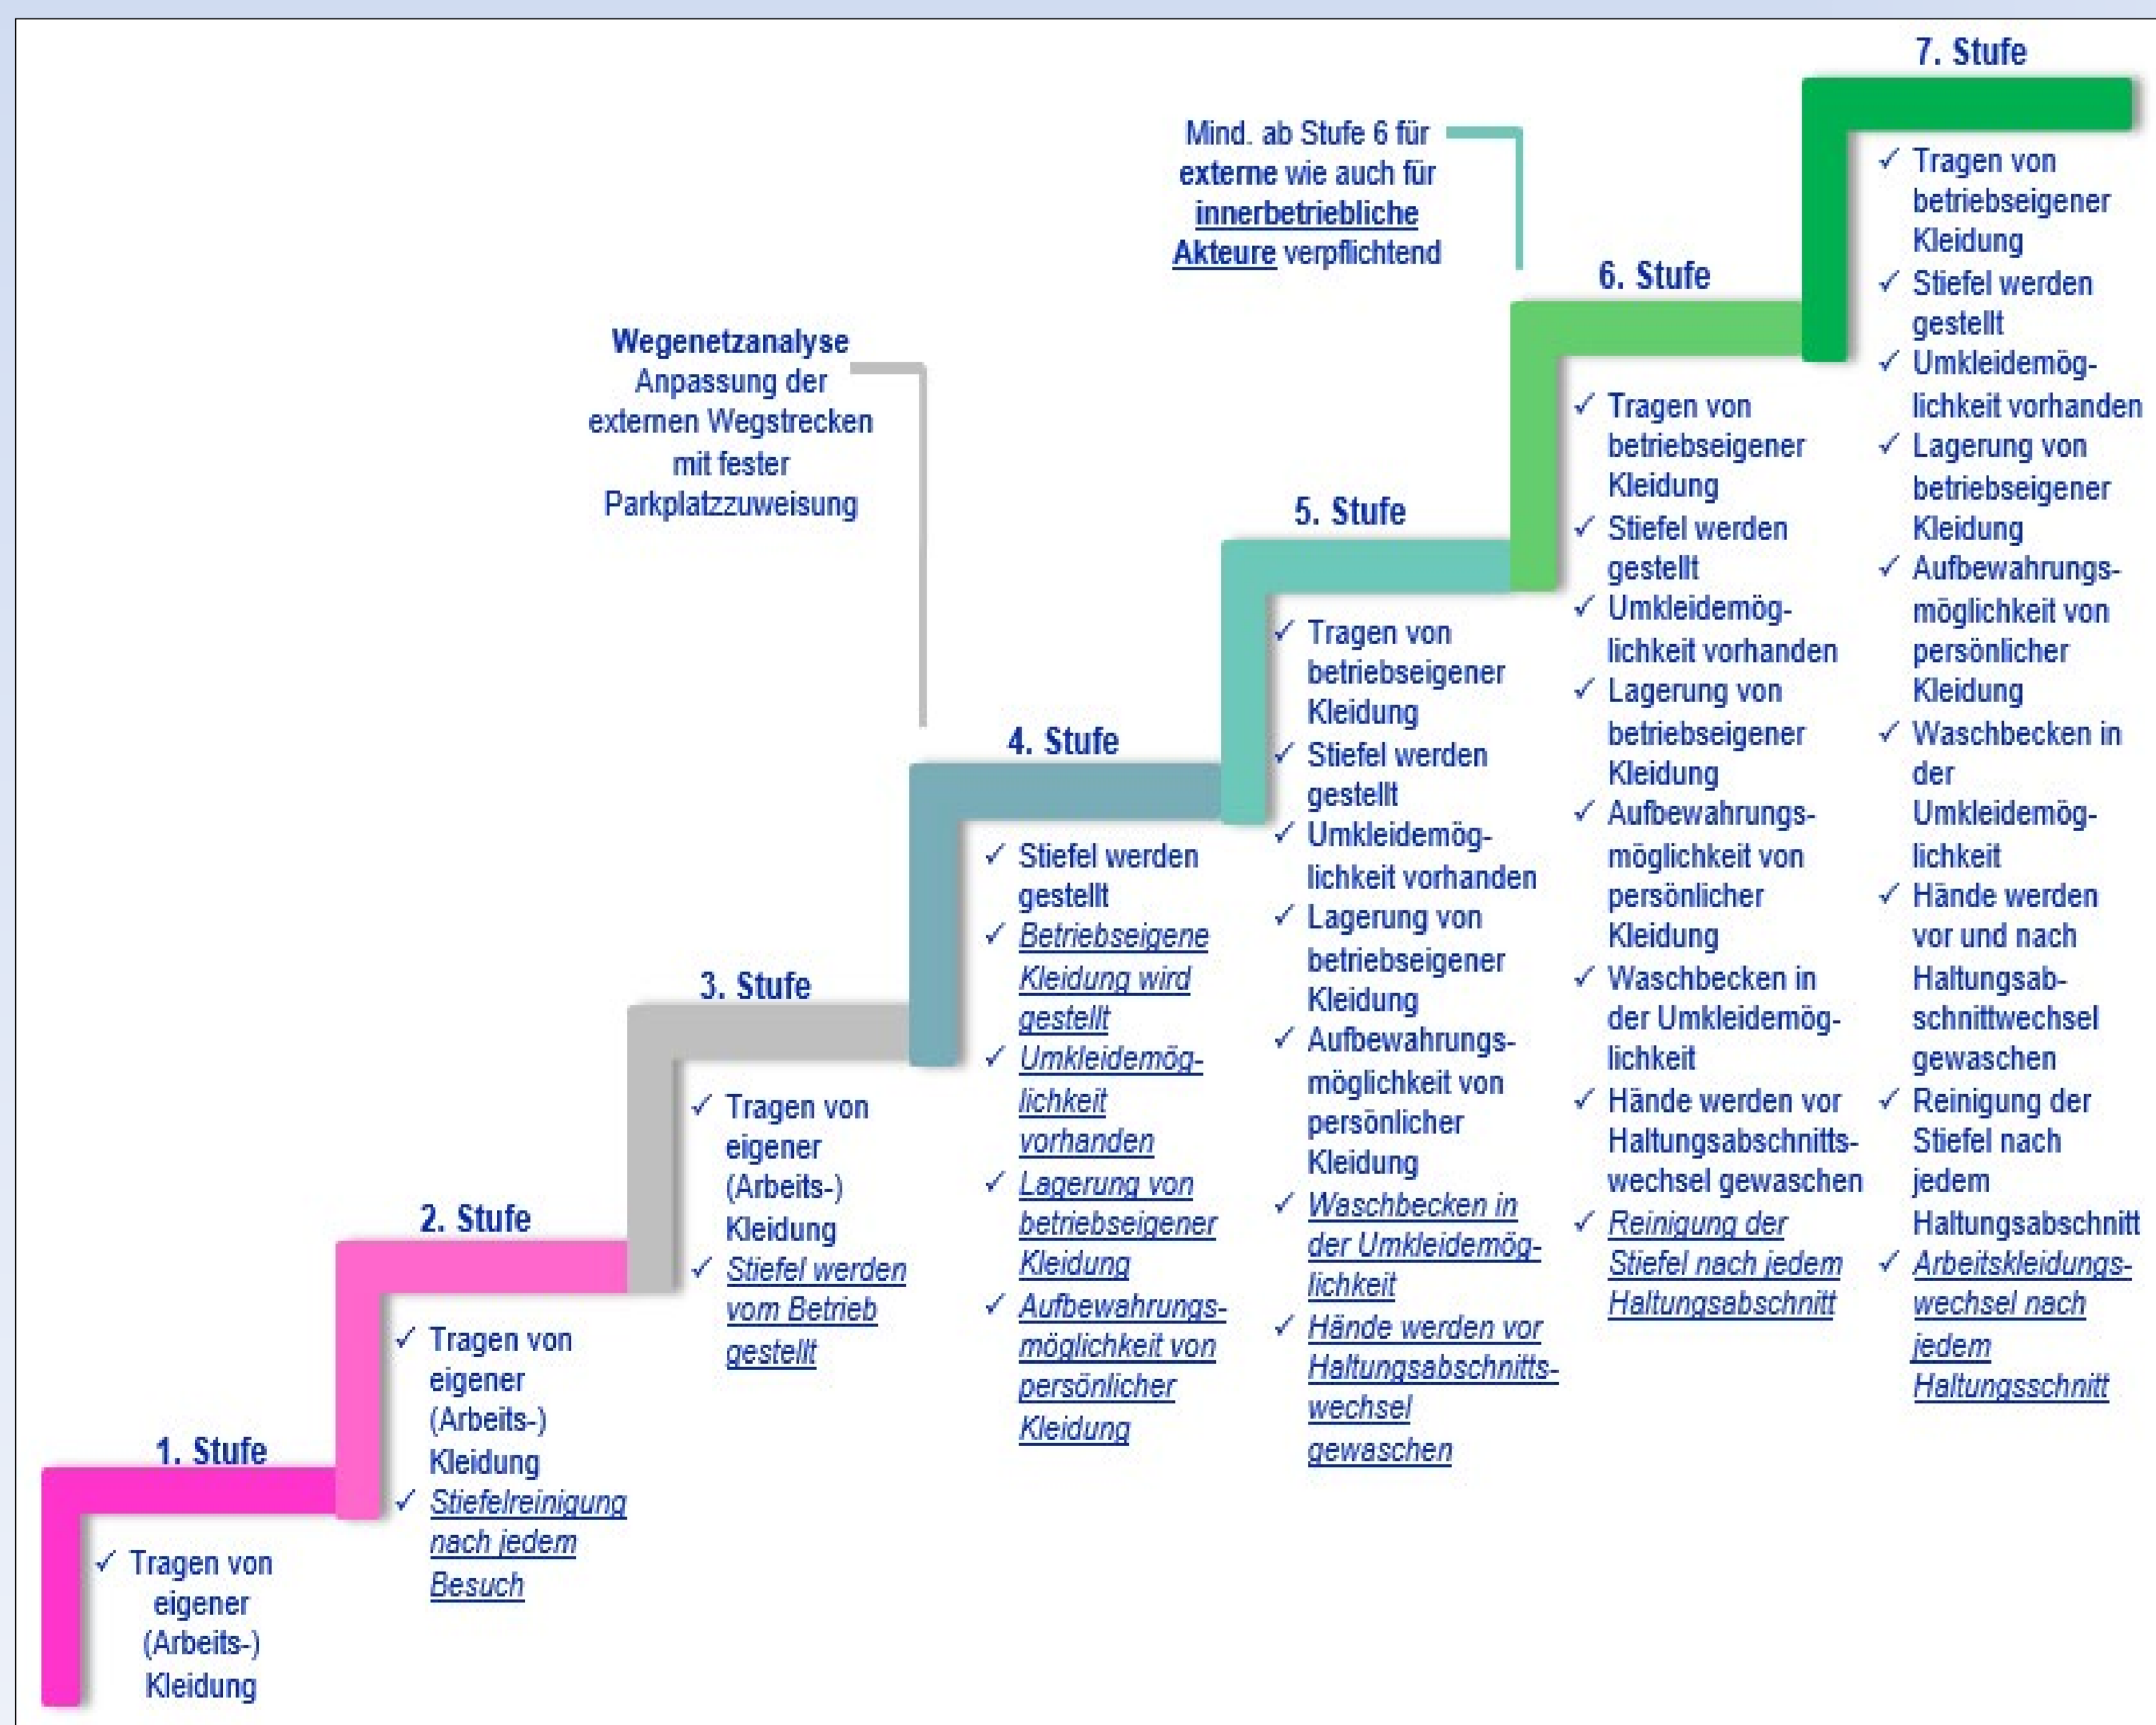 1. Stufe
✓ Tragen von
eigener
(Arbeits-)
Kleidung
2. Stufe
✓ Tragen von
eigener
(Arbeits-)
Kleidung
✓ Stiefelreinigung
nach jedem
Besuch
3. Stufe
✓ Tragen von
eigener
(Arbeits-)
Kleidung
✓ Stiefel werden
vom Betrieb
gestellt
Wegenetzanalyse
Anpassung der
externen Wegstrecken
mit fester
Parkplatzzuweisung
4. Stufe
✓ Stiefel werden
gestellt
✓ Betriebseigene
Kleidung wird
gestellt
✓ Umkleidemög-
lichkeit
vorhanden
✓ Lagerung von
betriebseigener
Kleidung
✓ Aufbewahrungs-
möglichkeit von
persönlicher
Kleidung
5. Stufe
✓ Tragen von
betriebseigener
Kleidung
✓ Stiefel werden
gestellt
✓ Umkleidemög-
lichkeit vorhanden
✓ Lagerung von
betriebseigener
Kleidung
✓ Aufbewahrungs-
möglichkeit von
persönlicher
Kleidung
✓ Waschbecken in
der Umkleidemög-
lichkeit
✓ Hände werden vor
Haltungsabschnitts-
wechsel
gewaschen
Mind. ab Stufe 6 für
externe wie auch für
innerbetriebliche
Akteure verpflichtend
6. Stufe
✓ Tragen von
betriebseigener
Kleidung
✓ Stiefel werden
gestellt
✓ Umkleidemög-
lichkeit vorhanden
✓ Lagerung von
betriebseigener
Kleidung
✓ Aufbewahrungs-
möglichkeit von
persönlicher
Kleidung
✓ Waschbecken in
der Umkleidemög-
lichkeit
✓ Hände werden vor
Haltungsabschnitts-
wechsel gewaschen
✓ Reinigung der
Stiefel nach jedem
Haltungsabschnitt
7. Stufe
✓ Tragen von
betriebseigener
Kleidung
✓ Stiefel werden
gestellt
✓ Umkleidemög-
lichkeit vorhanden
✓ Lagerung von
betriebseigener
Kleidung
✓ Aufbewahrungs-
möglichkeit von
persönlicher
Kleidung
✓ Waschbecken in
der
Umkleidemög-
lichkeit
✓ Hände werden
vor und nach
Haltungsab-
schnittwechsel
gewaschen
✓ Reinigung der
Stiefel nach
jedem
Haltungsabschnitt
✓ Arbeitskleidungs-
wechsel nach
jedem
Haltungsschnitt